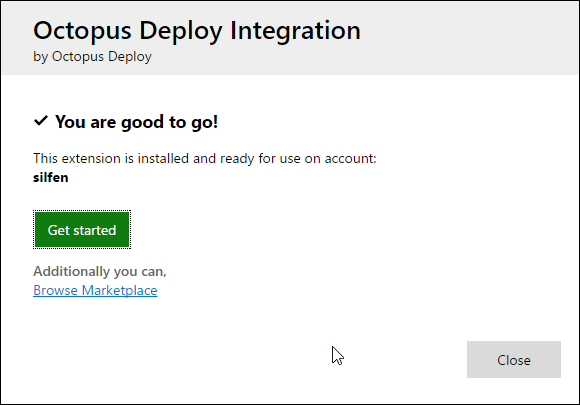 Octopus Deploy Integration
by Octopus Deploy
✓ You are good to go!
This extension is installed and ready for use on account:
silfen
Get started
Additionally you can,
Browse Marketplace
Close